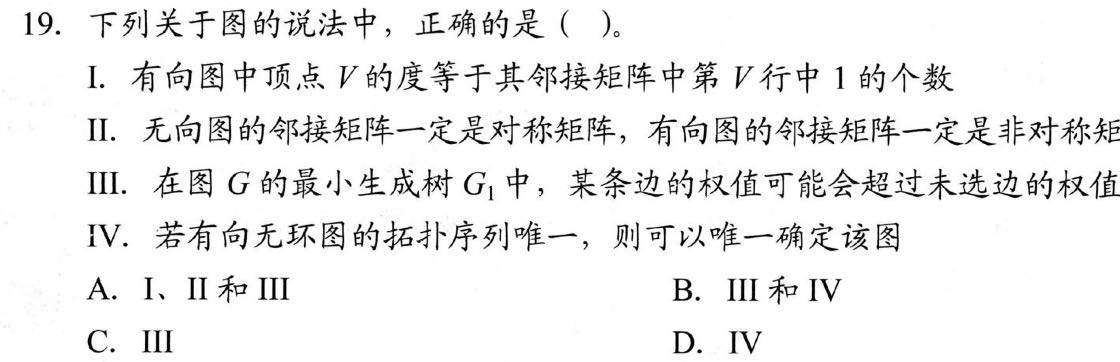 19. 下列关于图的说法中，正确的是（ ）。
I. 有向图中顶点 V 的度等于其邻接矩阵中第 V 行中 1 的个数
II. 无向图的邻接矩阵一定是对称矩阵，有向图的邻接矩阵一定是非对称矩
III. 在图 G 的最小生成树 G₁ 中，某条边的权值可能会超过未选边的权值
IV. 若有向无环图的拓扑序列唯一，则可以唯一确定该图
A. I、II 和 III B. III 和 IV
C. III D. IV